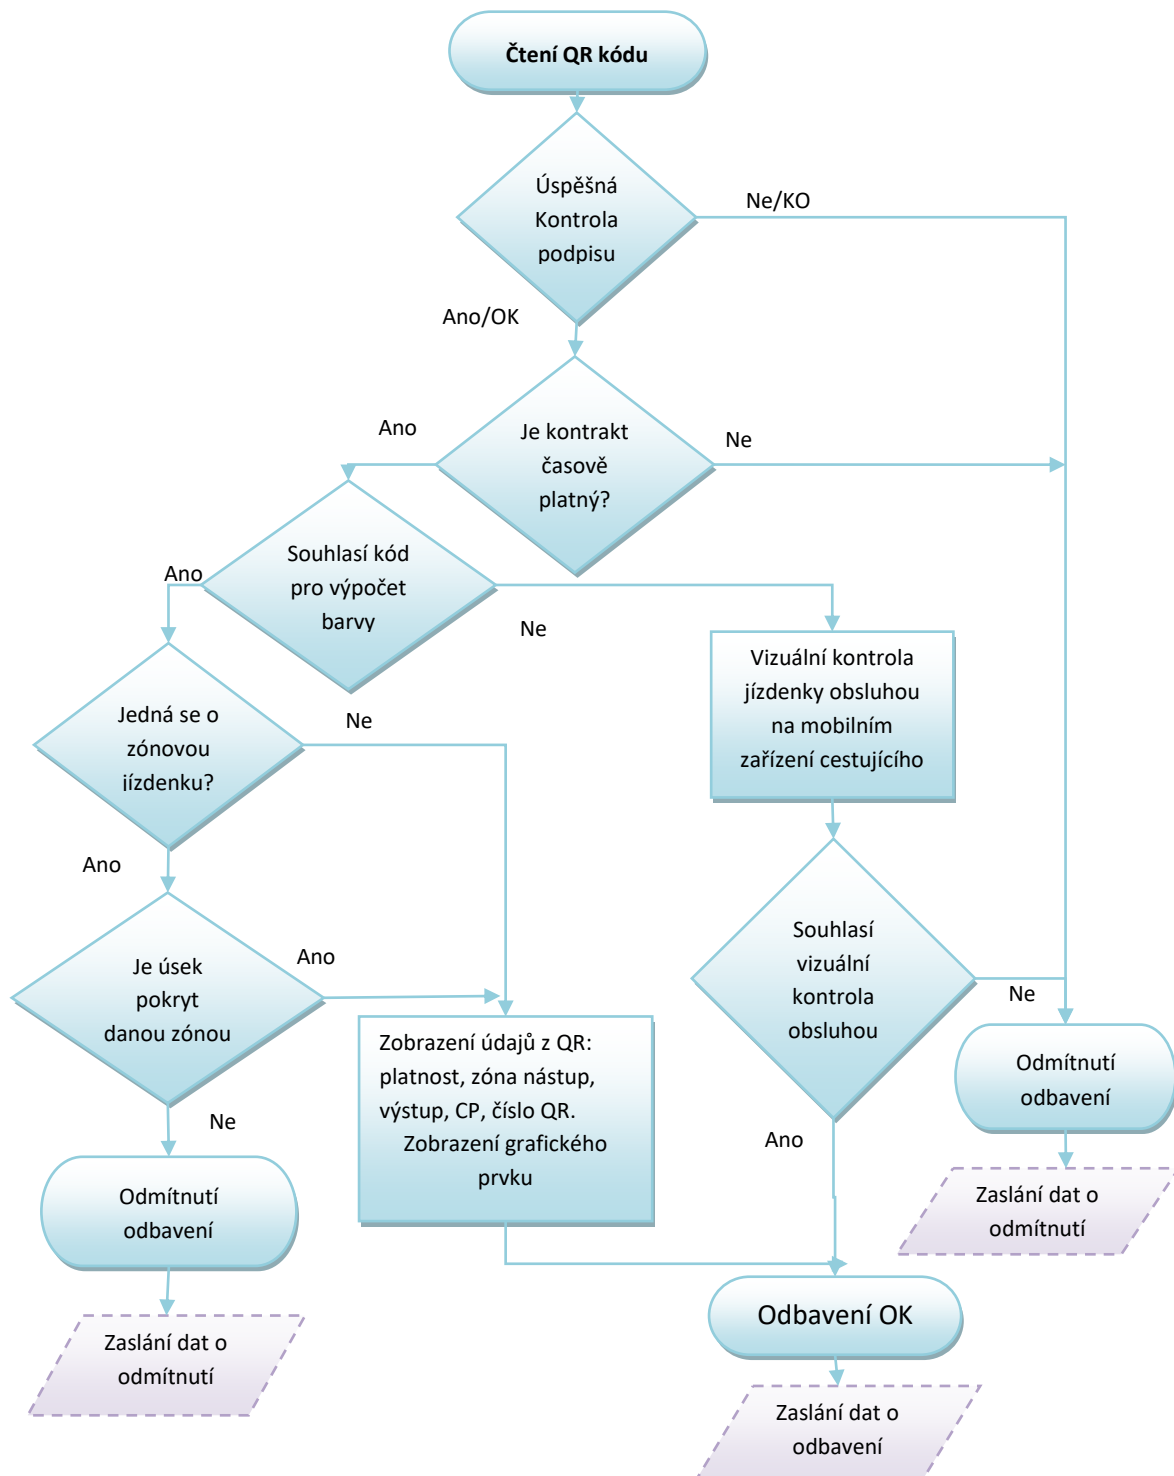 Čtení QR kódu
Úspěšná
Kontrola
podpisu
Ne/KO
Ano/OK
Je kontrakt
časově
platný?
Ano
Ne
Souhlasí kód
pro výpočet
barvy
Ano
Ne
Vizuální kontrola
jízdenky obsluhou
na mobilním
zařízení cestujícího
Jedná se o
zónovou
jízdenku?
Ne
Ano
Je úsek
pokryt
danou zónou
Ano
Souhlasí
vizuální
kontrola
obsluhou
Ne
Zobrazení údajů z QR:
platnost, zóna nástup,
výstup, CP, číslo QR.
Zobrazení grafického
prvku
Odmítnutí
odbavení
Ne
Ano
Odmítnutí
odbavení
Zaslání dat o
odmítnutí
Odbavení OK
Zaslání dat o
odmítnutí
Zaslání dat o
odbavení